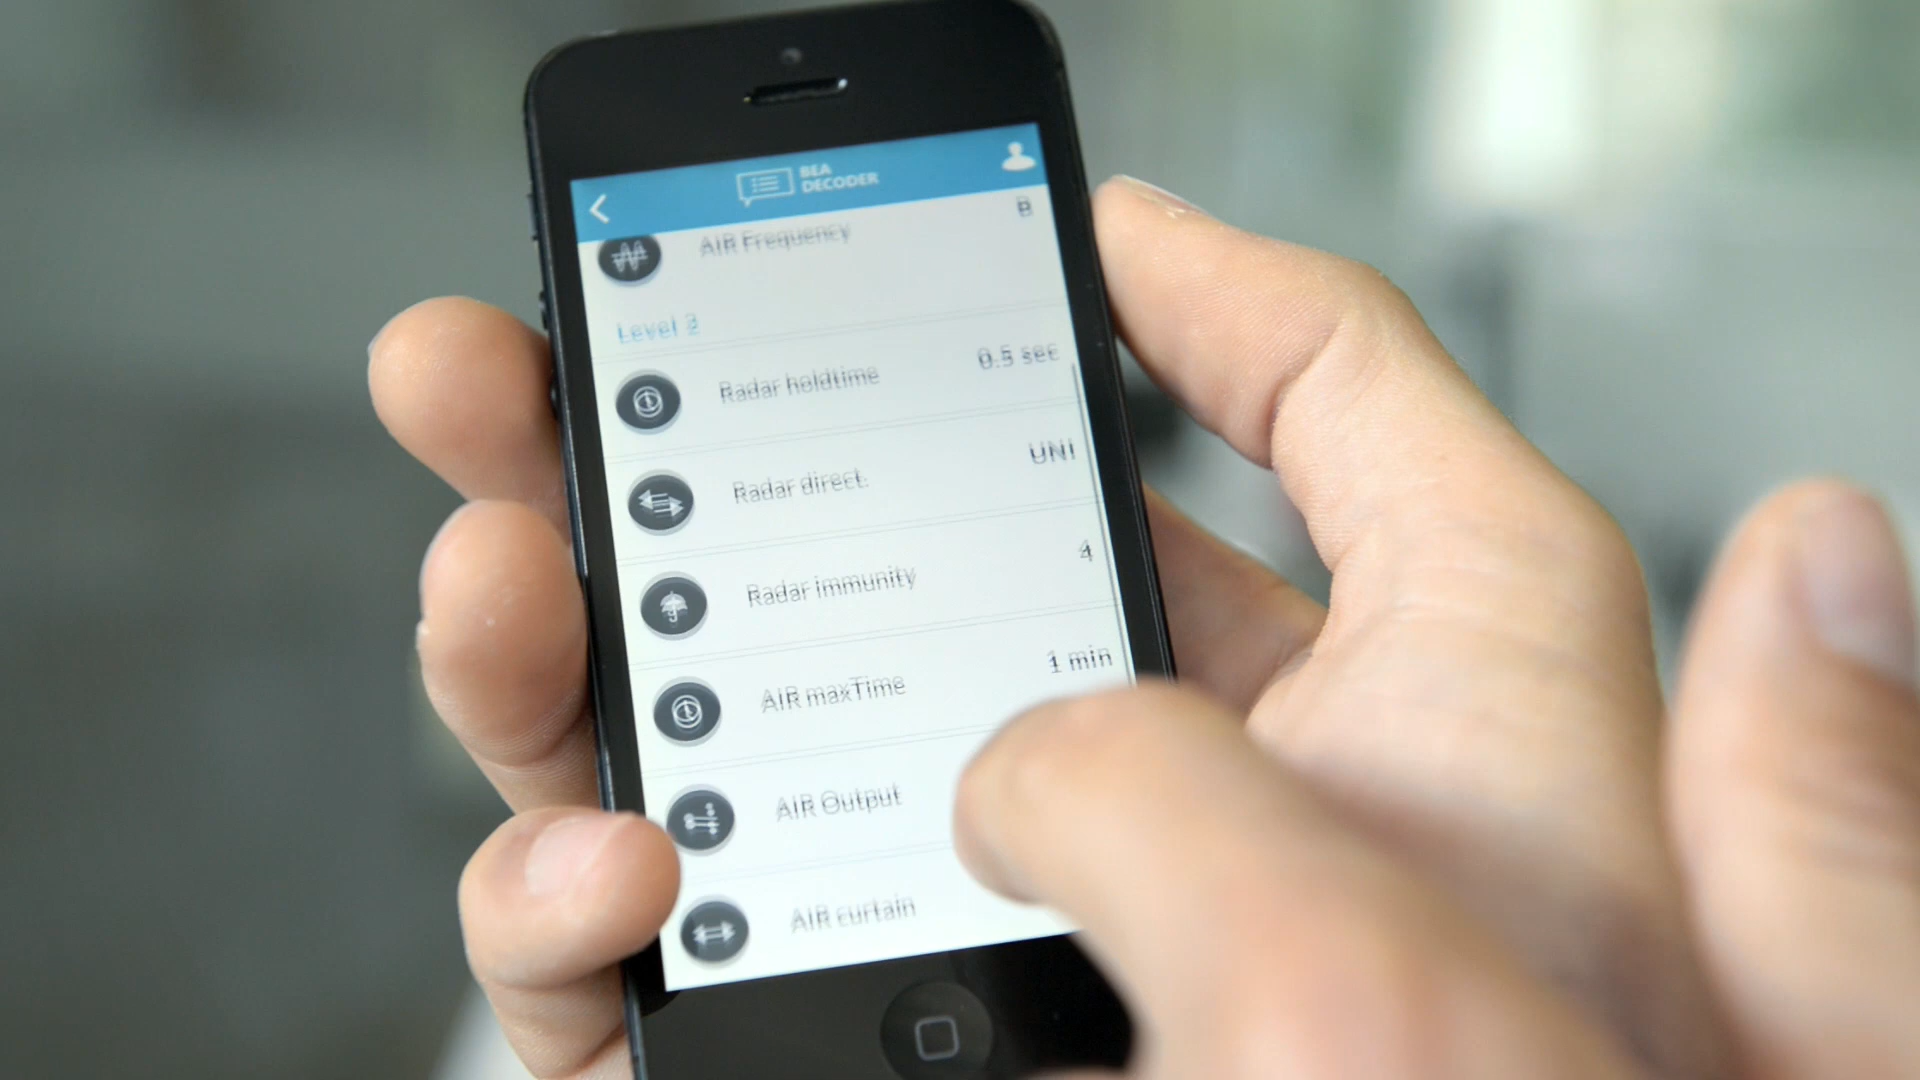 BEA
DECODER
AIR Frequency B
Level
Radar holdtime 0.5 sec
Radar direct. UNI
Radar immunity 4
AIR maxTime 1 min
AIR Output
AIR curtain